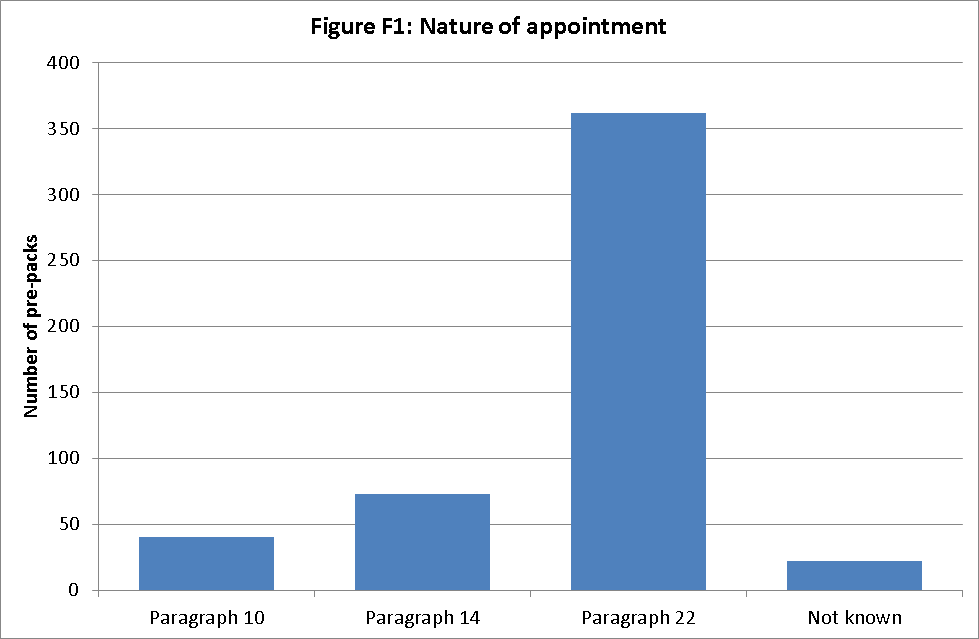 Figure F1: Nature of appointment
400
350
300
250
200
150
100
50
0
Number of pre-packs
Paragraph 10
Paragraph 14
Paragraph 22
Not known